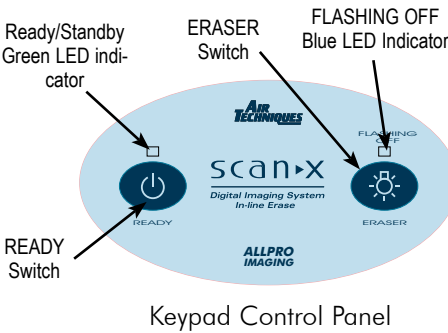 Ready/Standby
Green LED indi-
cator
ERASER
Switch
FLASHING OFF
Blue LED Indicator
AIR
TECHNIQUES
FLASHING
OFF
scan▸x
Digital Imaging System
In-line Erase
READY
ERASER
READY
Switch
ALLPRO
IMAGING
Keypad Control Panel